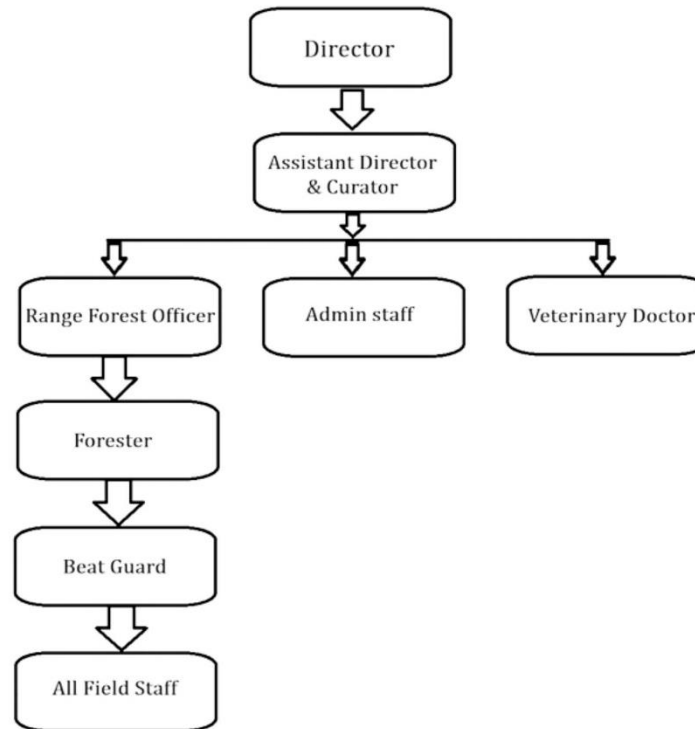 Director
Assistant Director
& Curator
Range Forest Officer
Admin staff
Veterinary Doctor
Forester
Beat Guard
All Field Staff